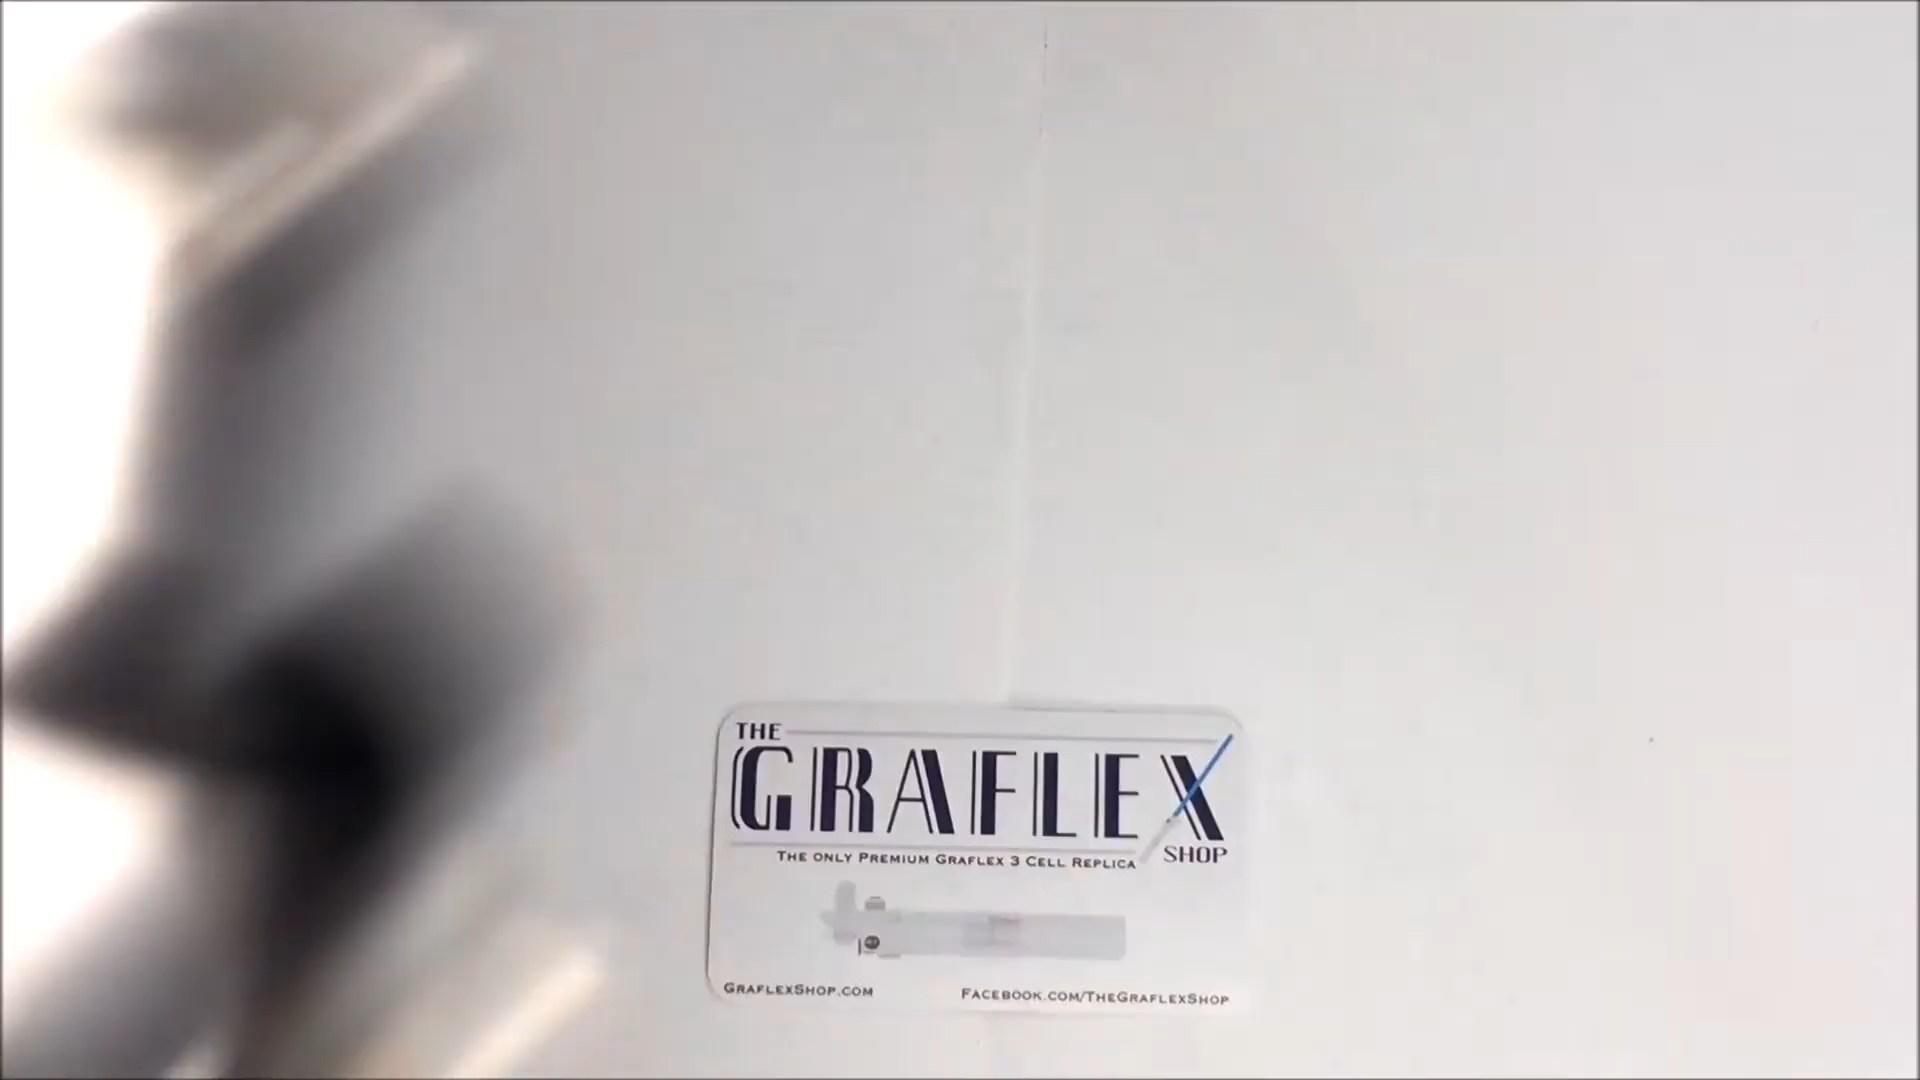 THE
GRAFLEX
SHOP
THE ONLY PREMIUM GRAFLEX 3 CELL REPLICA
GRAFLEXSHOP.COM
FACEBOOK.COM/THEGRAFLEXSHOP